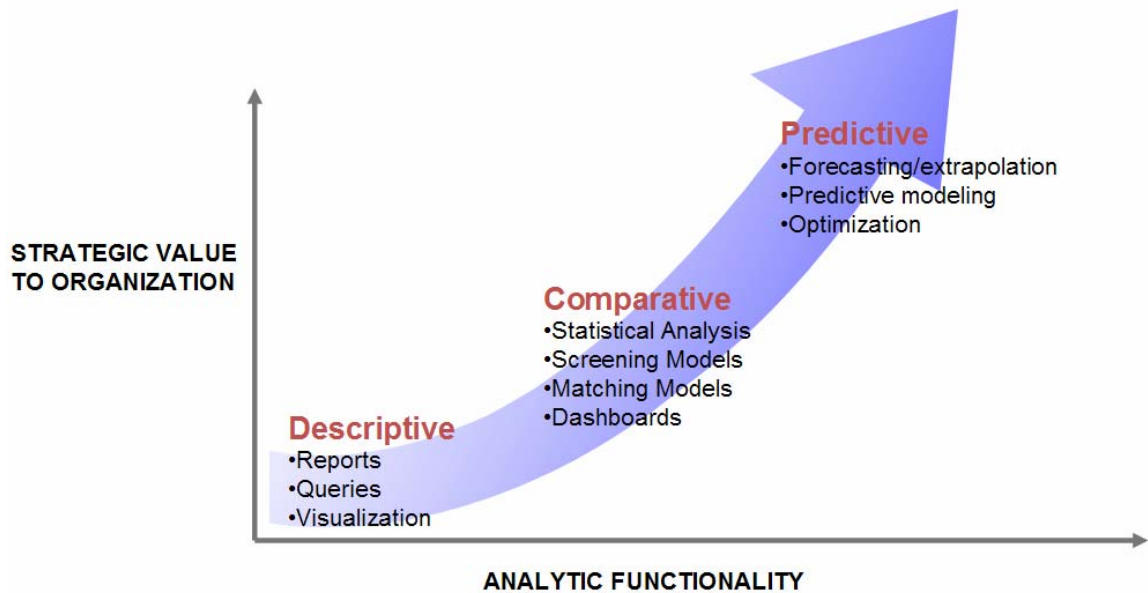 Predictive
•Forecasting/extrapolation
•Predictive modeling
•Optimization
STRATEGIC VALUE
TO ORGANIZATION
Comparative
•Statistical Analysis
•Screening Models
•Matching Models
•Dashboards
Descriptive
•Reports
•Queries
•Visualization
ANALYTIC FUNCTIONALITY